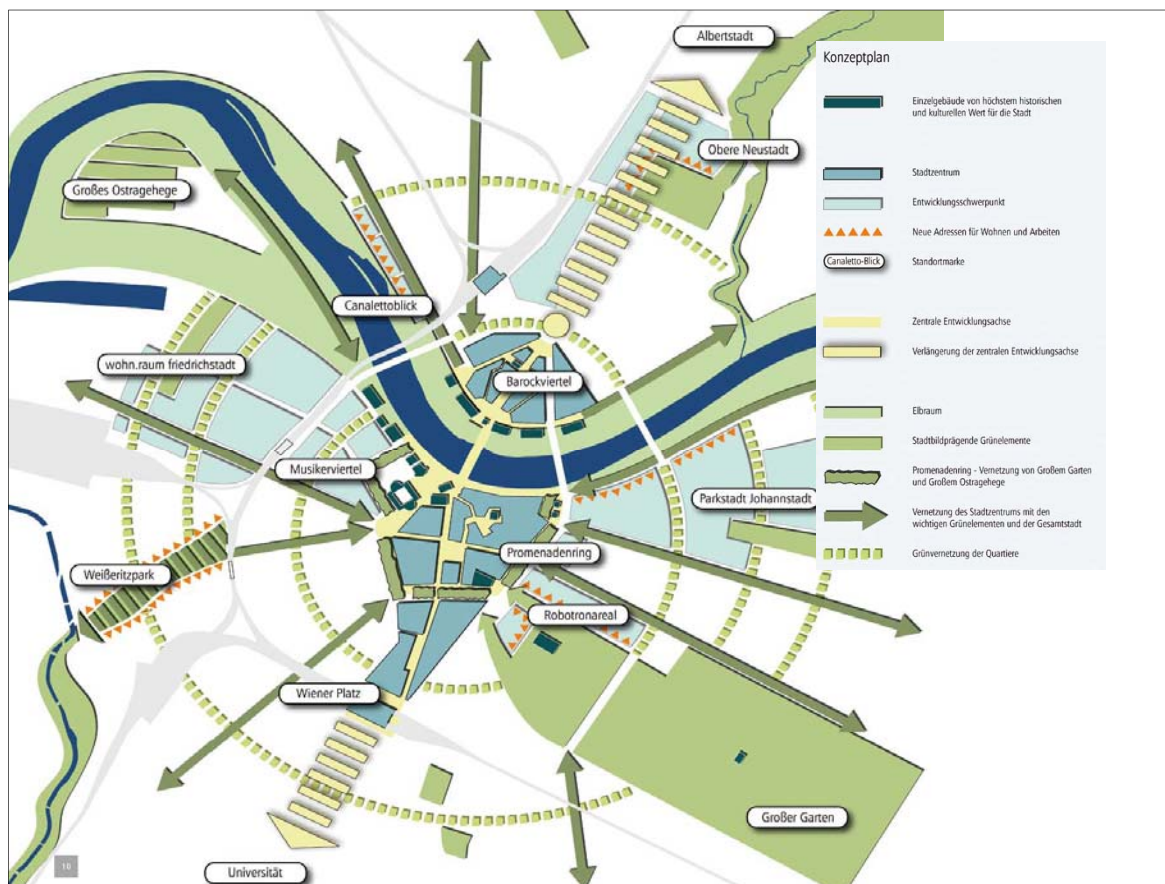 Albertstadt
Obere Neustadt
Großes Ostragehege
Canalettoblick
wohn.raum friedrichstadt
Barockviertel
Musikerviertel
Parkstadt Johannstadt
Promenadenring
Weißeritzpark
Robotronareal
Wiener Platz
Großer Garten
Universität
10
Konzeptplan
Einzelgebäude von höchstem historischen
und kulturellen Wert für die Stadt
Stadtzentrum
Entwicklungsschwerpunkt
Neue Adressen für Wohnen und Arbeiten
Canaletto-Blick
Standortmarke
Zentrale Entwicklungsachse
Verlängerung der zentralen Entwicklungsachse
Elbraum
Stadtbildprägende Grünelemente
Promenadenring - Vernetzung von Großem Garten
und Großem Ostragehege
Vernetzung des Stadtzentrums mit den
wichtigen Grünelementen und der Gesamtstadt
Grünvernetzung der Quartiere